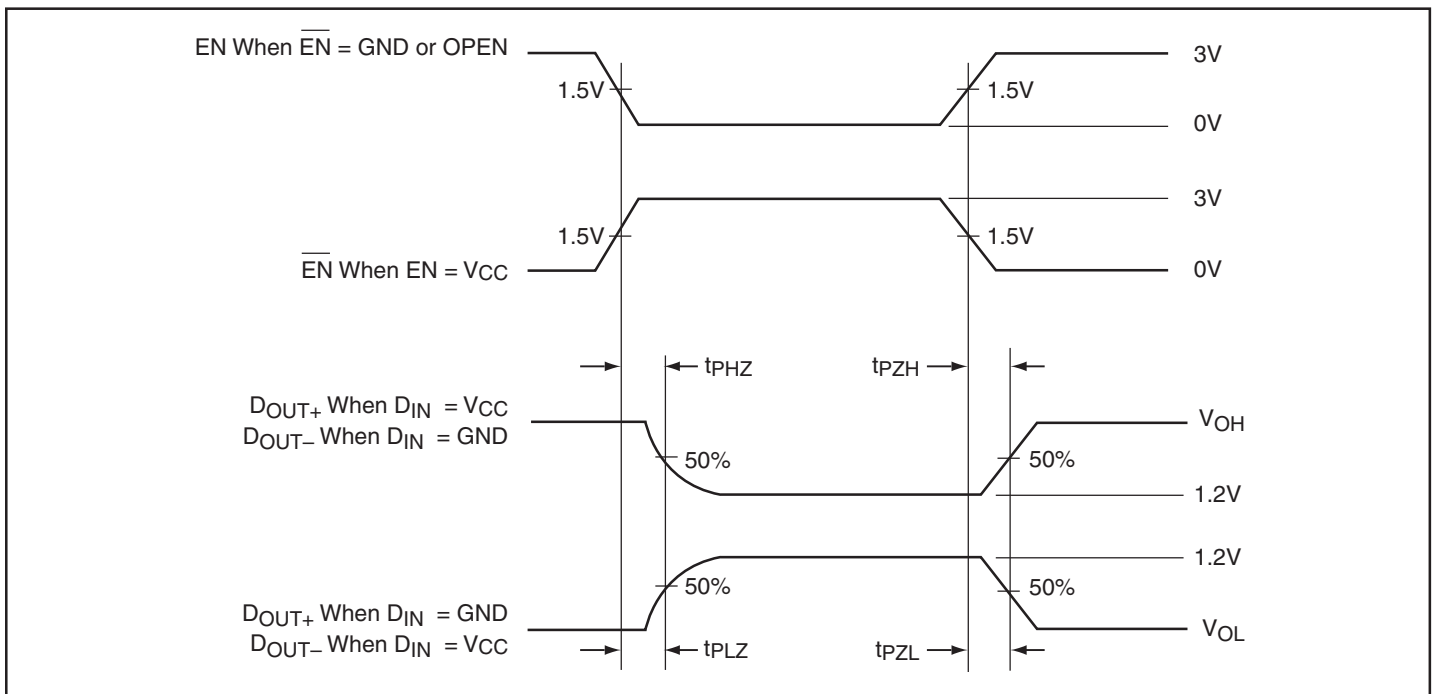 EN When E̅N̅ = GND or OPEN
3V
1.5V
1.5V
0V
3V
1.5V
1.5V
E̅N̅ When EN = VCC
0V
tPHZ
tPZH
DOUT+ When DIN = VCC
DOUT– When DIN = GND
VOH
50%
50%
1.2V
1.2V
50%
50%
DOUT+ When DIN = GND
DOUT– When DIN = VCC
VOL
tPLZ
tPZL